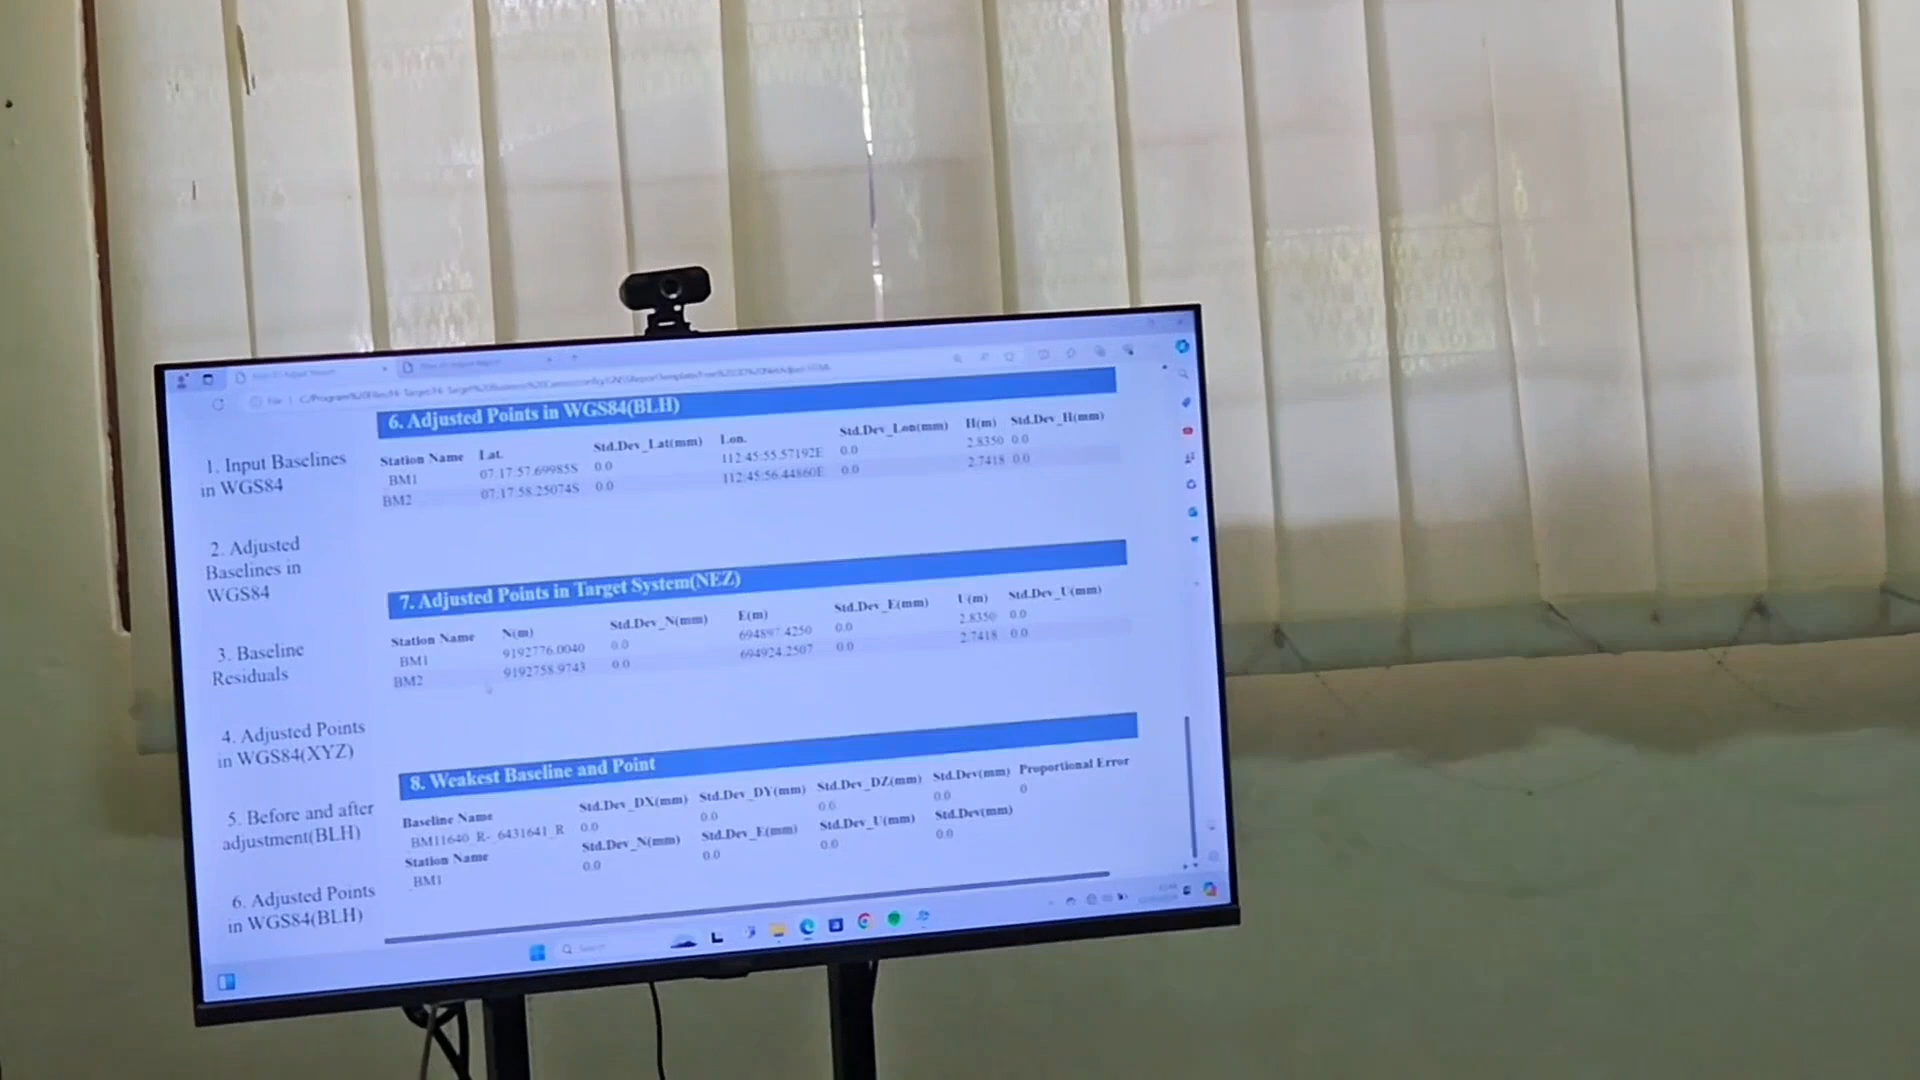 1. Input Baselines
in WGS84
2. Adjusted
Baselines in
WGS84
3. Baseline
Residuals
4. Adjusted Points
in WGS84(XYZ)
5. Before and after
adjustment(BLH)
6. Adjusted Points
in WGS84(BLH)
6. Adjusted Points in WGS84(BLH)
Station Name Lat. Std.Dev_Lat(mm) Lon. Std.Dev_Lon(mm) H(m) Std.Dev_H(mm)
BM1 07:17:57.69985S 0.0 112:45:55.57192E 0.0 2.8350 0.0
BM2 07:17:58.25074S 0.0 112:45:56.44860E 0.0 2.7418 0.0
7. Adjusted Points in Target System(NEZ)
Station Name N(m) Std.Dev_N(mm) E(m) Std.Dev_E(mm) U(m) Std.Dev_U(mm)
BM1 9192776.0040 0.0 694897.4250 0.0 2.8350 0.0
BM2 9192758.9743 0.0 694924.2507 0.0 2.7418 0.0
8. Weakest Baseline and Point
Baseline Name Std.Dev_DX(mm) Std.Dev_DY(mm) Std.Dev_DZ(mm) Std.Dev(mm) Proportional Error
_BM11640_R-_6431641_R 0.0 0.0 0.0 0.0 0
Station Name Std.Dev_N(mm) Std.Dev_E(mm) Std.Dev_U(mm) Std.Dev(mm)
_BM1 0.0 0.0 0.0 0.0
Search